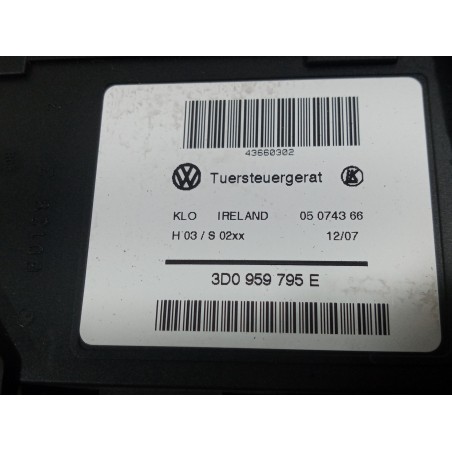 43660302
Tuersteuergerat
KLO IRELAND 05 0743 66
H 03 / S 02xx 12/07
3D0 959 795 E